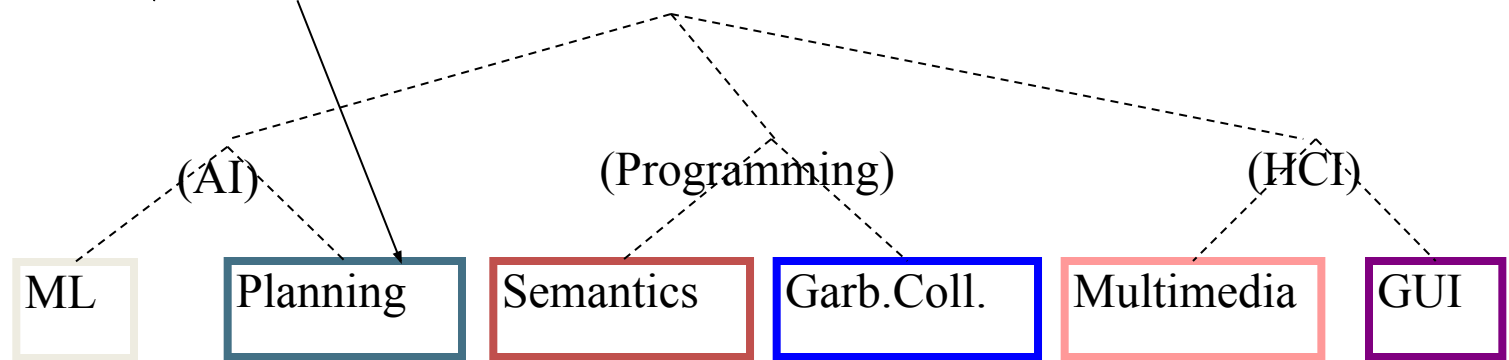 (AI) (Programming) (HCI)
ML Planning Semantics Garb.Coll. Multimedia GUI